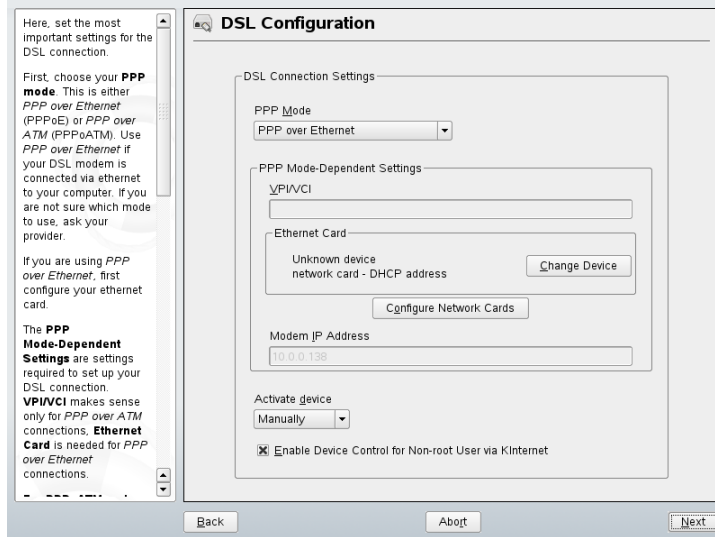 Here, set the most
important settings for the
DSL connection.
First, choose your PPP
mode. This is either
PPP over Ethernet
(PPPoE) or PPP over
ATM (PPPoATM). Use
PPP over Ethernet if
your DSL modem is
connected via ethernet
to your computer. If you
are not sure which mode
to use, ask your
provider.
If you are using PPP
over Ethernet, first
configure your ethernet
card.
The PPP
Mode-Dependent
Settings are settings
required to set up your
DSL connection.
VPI/VCI makes sense
only for PPP over ATM
connections, Ethernet
Card is needed for PPP
over Ethernet
connections.
DSL Configuration
DSL Connection Settings
PPP Mode
PPP over Ethernet
PPP Mode-Dependent Settings
VPI/VCI
Ethernet Card
Unknown device
network card - DHCP address
Change Device
Configure Network Cards
Modem IP Address
10.0.0.138
Activate device
Manually
Enable Device Control for Non-root User via KInternet
Back
Abort
Next